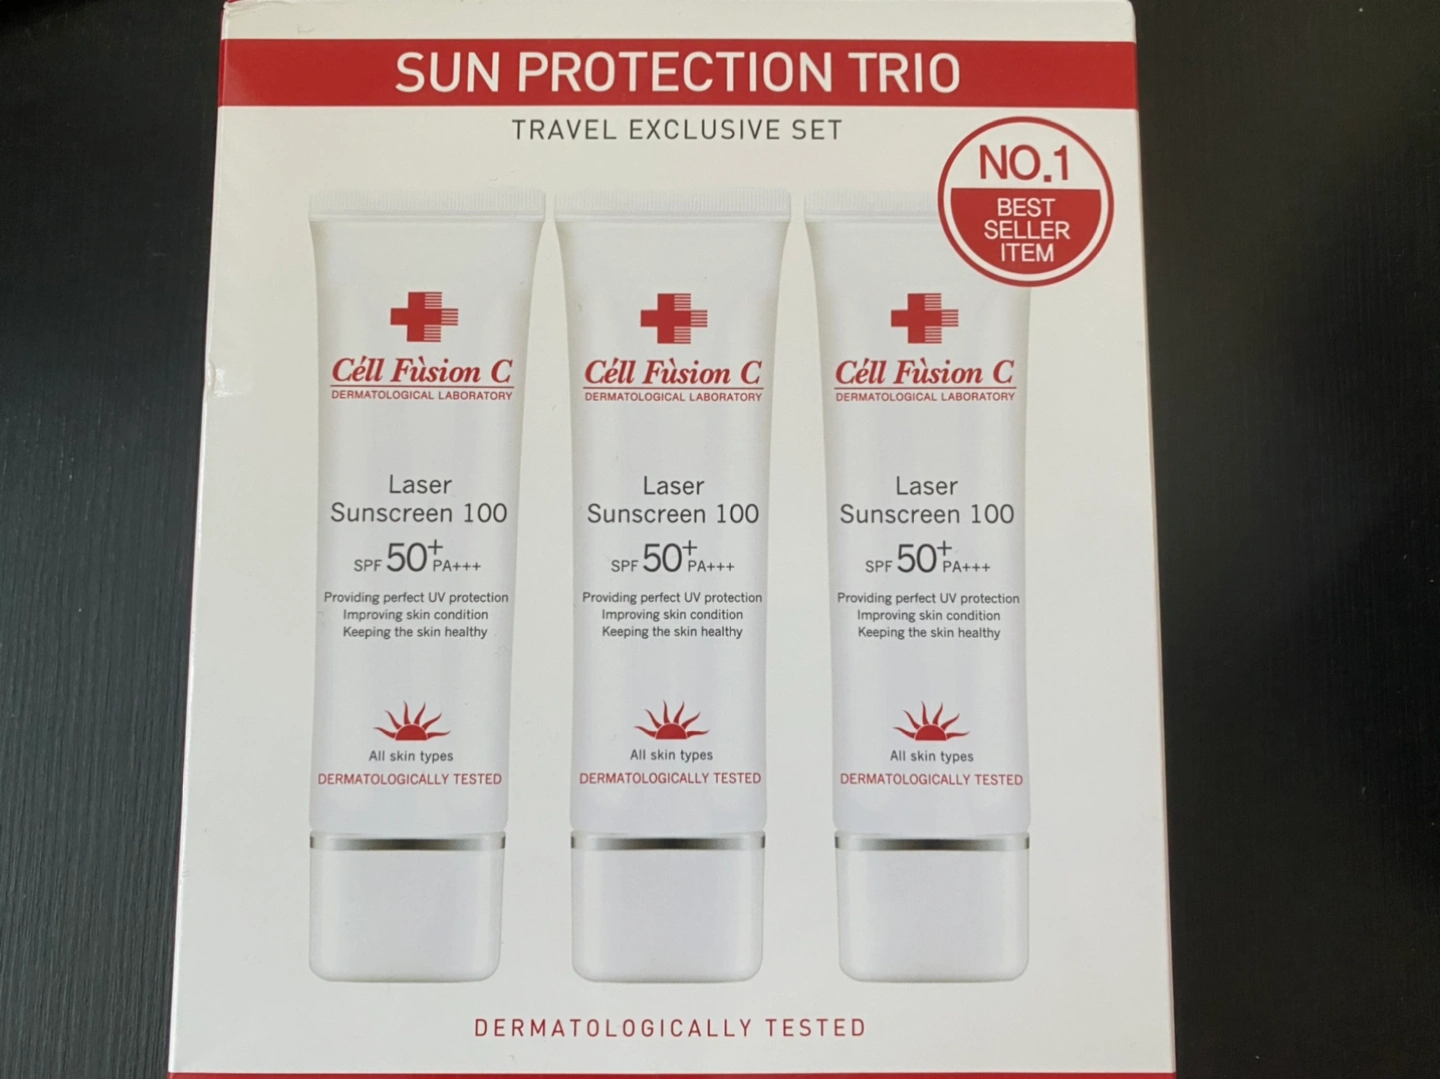 SUN PROTECTION TRIO
TRAVEL EXCLUSIVE SET
NO.1
BEST
SELLER
ITEM
Céll Fùsion C
DERMATOLOGICAL LABORATORY
Laser
Sunscreen 100
SPF 50+ PA+++
Providing perfect UV protection
Improving skin condition
Keeping the skin healthy
All skin types
DERMATOLOGICALLY TESTED
Céll Fùsion C
DERMATOLOGICAL LABORATORY
Laser
Sunscreen 100
SPF 50+ PA+++
Providing perfect UV protection
Improving skin condition
Keeping the skin healthy
All skin types
DERMATOLOGICALLY TESTED
Céll Fùsion C
DERMATOLOGICAL LABORATORY
Laser
Sunscreen 100
SPF 50+ PA+++
Providing perfect UV protection
Improving skin condition
Keeping the skin healthy
All skin types
DERMATOLOGICALLY TESTED
DERMATOLOGICALLY TESTED